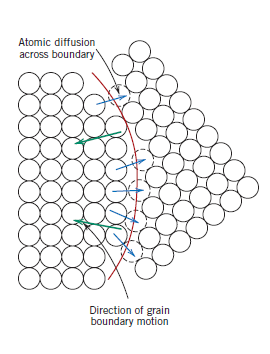 Atomic diffusion
across boundary
Direction of grain
boundary motion